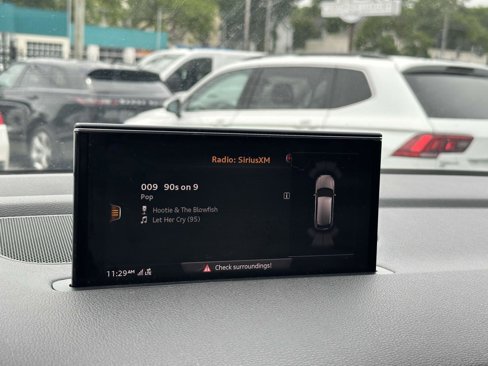 Radio: SiriusXM
009 90s on 9
Pop
Hootie & The Blowfish
Let Her Cry (95)
11:29AM
Check surroundings!